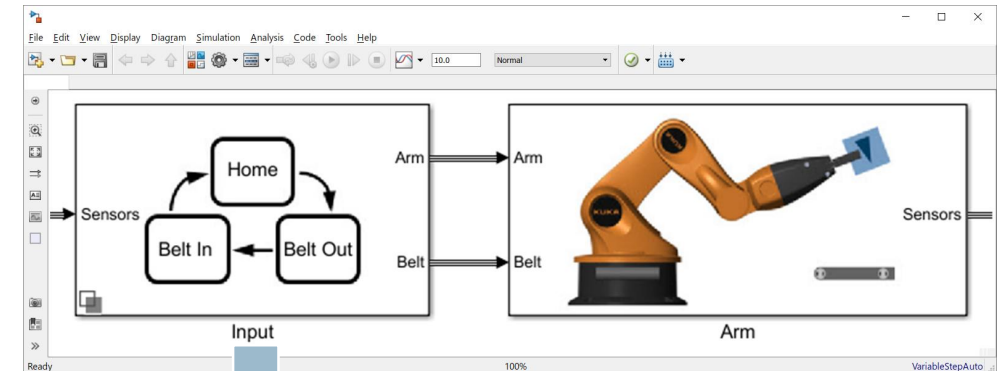 File Edit View Display Diagram Simulation Analysis Code Tools Help
10.0 Normal
Arm Arm
Home
Sensors Sensors
Belt In Belt Out
Belt Belt
KUKA
Input Arm
Ready 100% VariableStepAuto